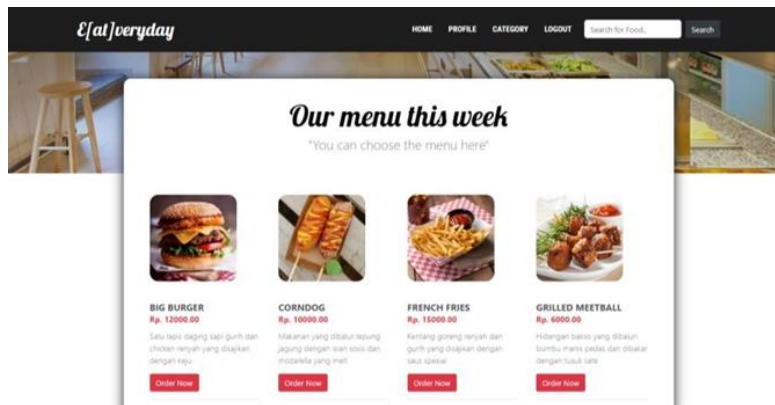 E[at]veryday
HOME PROFILE CATEGORY LOGOUT Search for Food.. Search
Our menu this week
"You can choose the menu here"
BIG BURGER
Rp. 12000.00
Satu lapis daging sapi gurih dan
chicken renyah yang disajikan
dengan keju
Order Now
CORNDOG
Rp. 10000.00
Makanan yang dibalut tepung
jagung dengan isian sosis dan
mozarella yang melt
Order Now
FRENCH FRIES
Rp. 15000.00
Kentang goreng renyah dan
gurih yang disajikan dengan
saus spesial
Order Now
GRILLED MEETBALL
Rp. 6000.00
Hidangan bakso yang dibaluri
bumbu manis pedas dan dibakar
dengan tusuk sate
Order Now